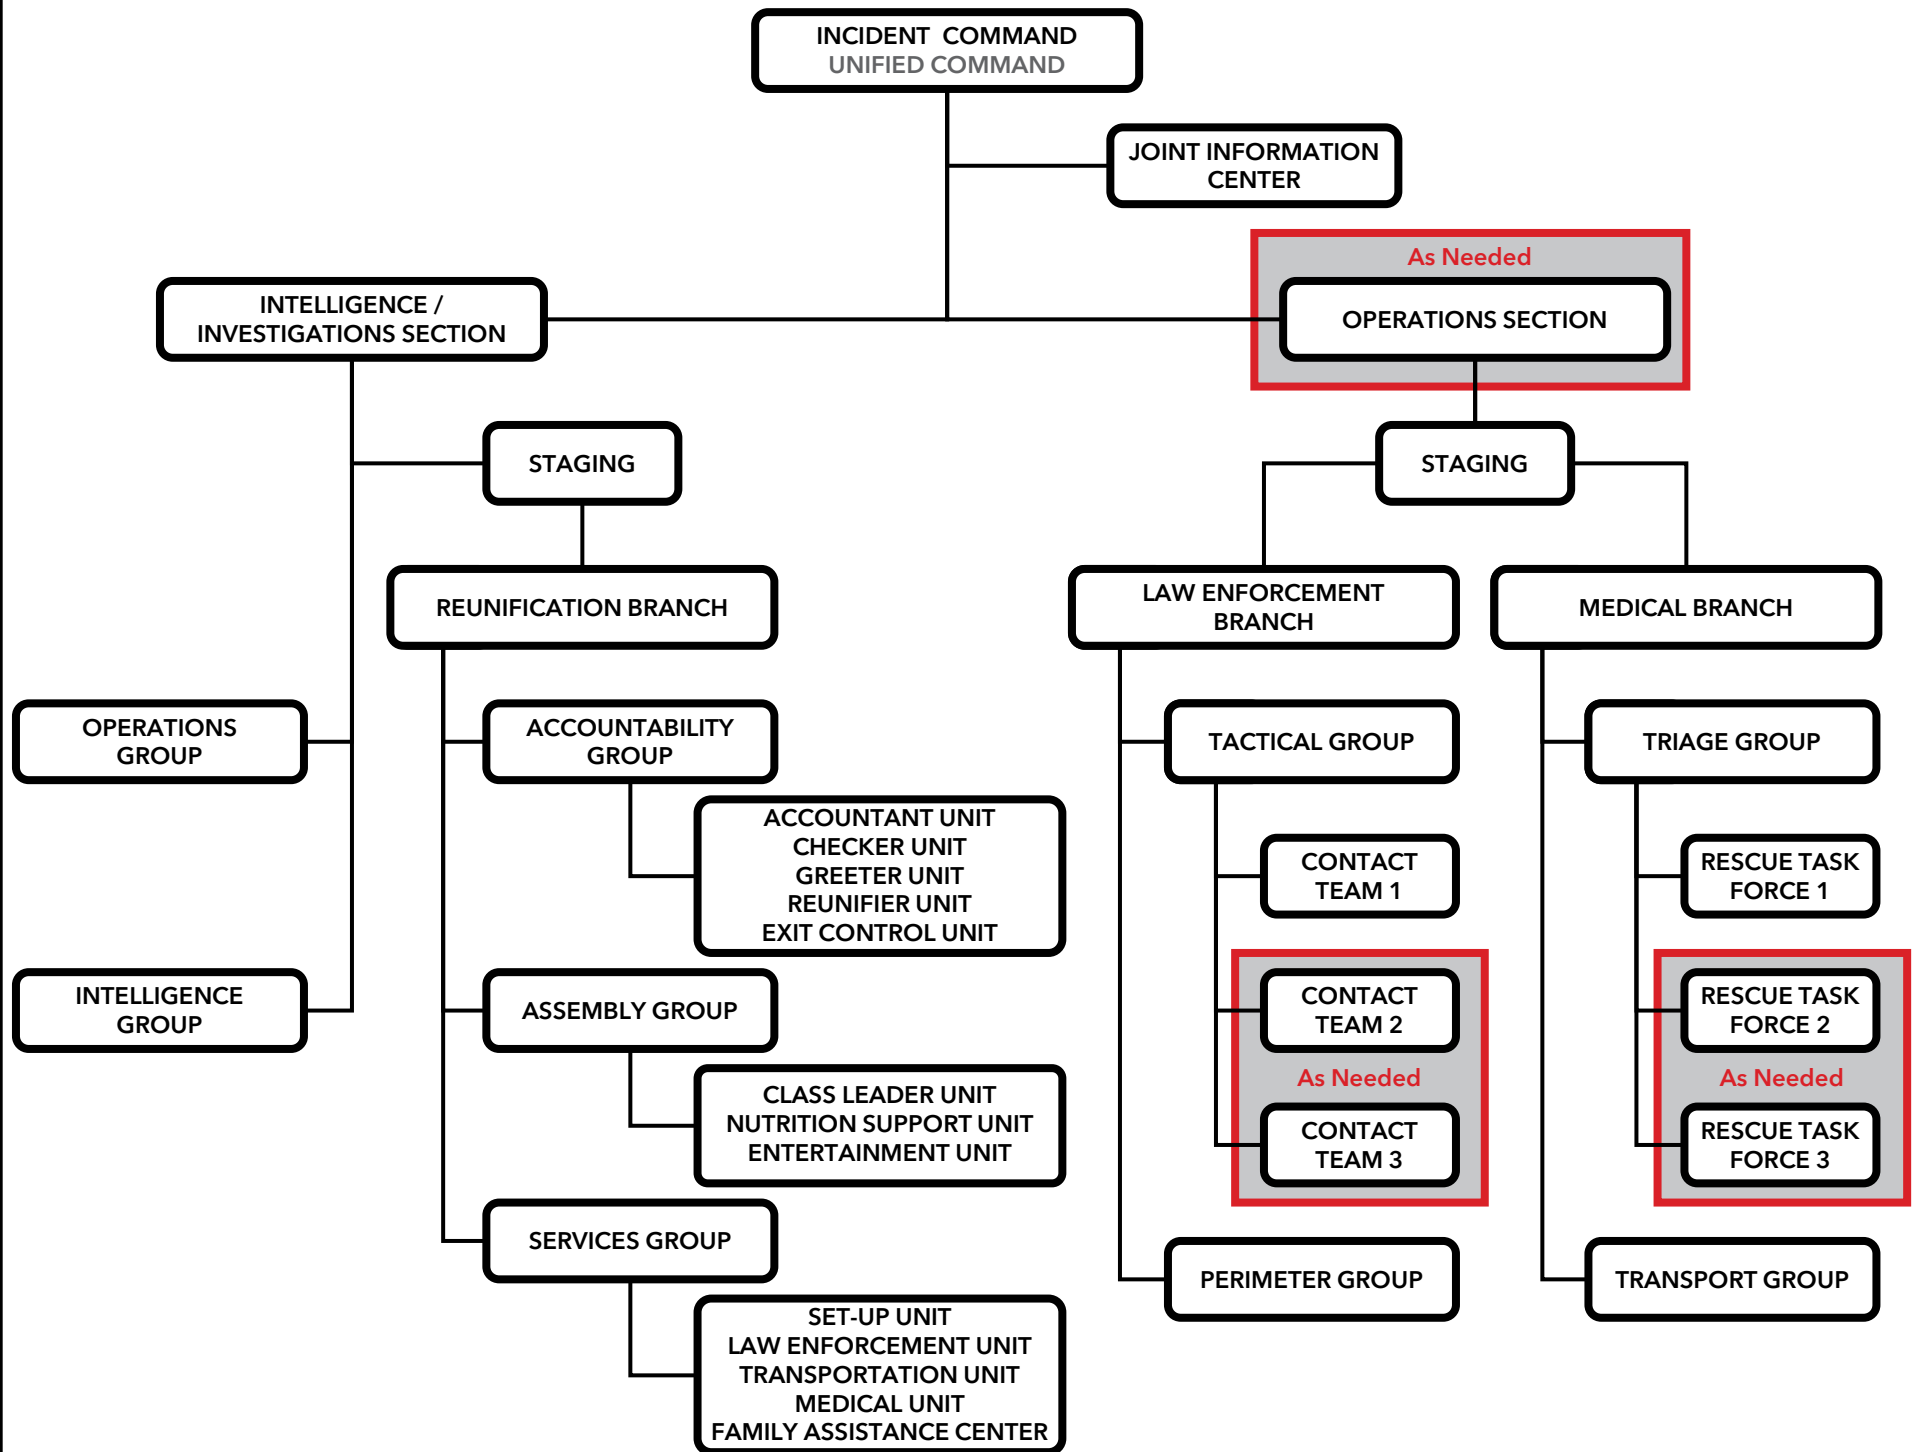 INCIDENT COMMAND
UNIFIED COMMAND
JOINT INFORMATION
CENTER
As Needed
INTELLIGENCE /
INVESTIGATIONS SECTION
OPERATIONS SECTION
STAGING
STAGING
REUNIFICATION BRANCH
LAW ENFORCEMENT
BRANCH
MEDICAL BRANCH
OPERATIONS
GROUP
ACCOUNTABILITY
GROUP
TACTICAL GROUP
TRIAGE GROUP
ACCOUNTANT UNIT
CHECKER UNIT
GREETER UNIT
REUNIFIER UNIT
EXIT CONTROL UNIT
CONTACT
TEAM 1
RESCUE TASK
FORCE 1
INTELLIGENCE
GROUP
ASSEMBLY GROUP
CONTACT
TEAM 2
RESCUE TASK
FORCE 2
As Needed
As Needed
CLASS LEADER UNIT
NUTRITION SUPPORT UNIT
ENTERTAINMENT UNIT
CONTACT
TEAM 3
RESCUE TASK
FORCE 3
SERVICES GROUP
PERIMETER GROUP
TRANSPORT GROUP
SET-UP UNIT
LAW ENFORCEMENT UNIT
TRANSPORTATION UNIT
MEDICAL UNIT
FAMILY ASSISTANCE CENTER